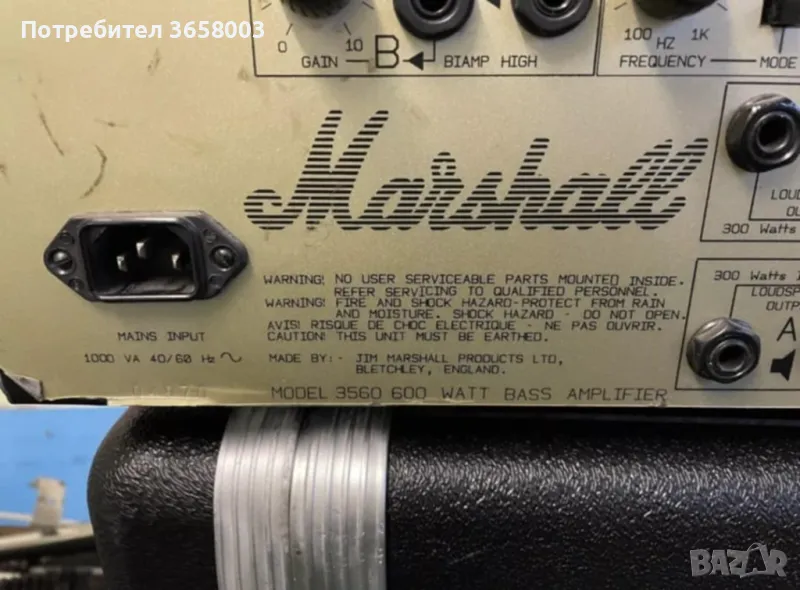 Потребител 3658003
0 10
GAIN B BIAMP HIGH
100 HZ 1K
FREQUENCY MODE
Marshall
LOUD
OU
300 Watts
WARNING! NO USER SERVICEABLE PARTS MOUNTED INSIDE.
REFER SERVICING TO QUALIFIED PERSONNEL.
WARNING! FIRE AND SHOCK HAZARD-PROTECT FROM RAIN
AND MOISTURE. SHOCK HAZARD - DO NOT OPEN.
AVIS! RISQUE DE CHOC ELECTRIQUE - NE PAS OUVRIR.
CAUTION! THIS UNIT MUST BE EARTHED.
MAINS INPUT
1000 VA 40/60 Hz
MADE BY:- JIM MARSHALL PRODUCTS LTD,
BLETCHLEY, ENGLAND.
MODEL 3560 600 WATT BASS AMPLIFIER
300 Watts
LOUDSP
OUTP
A
BAZAR